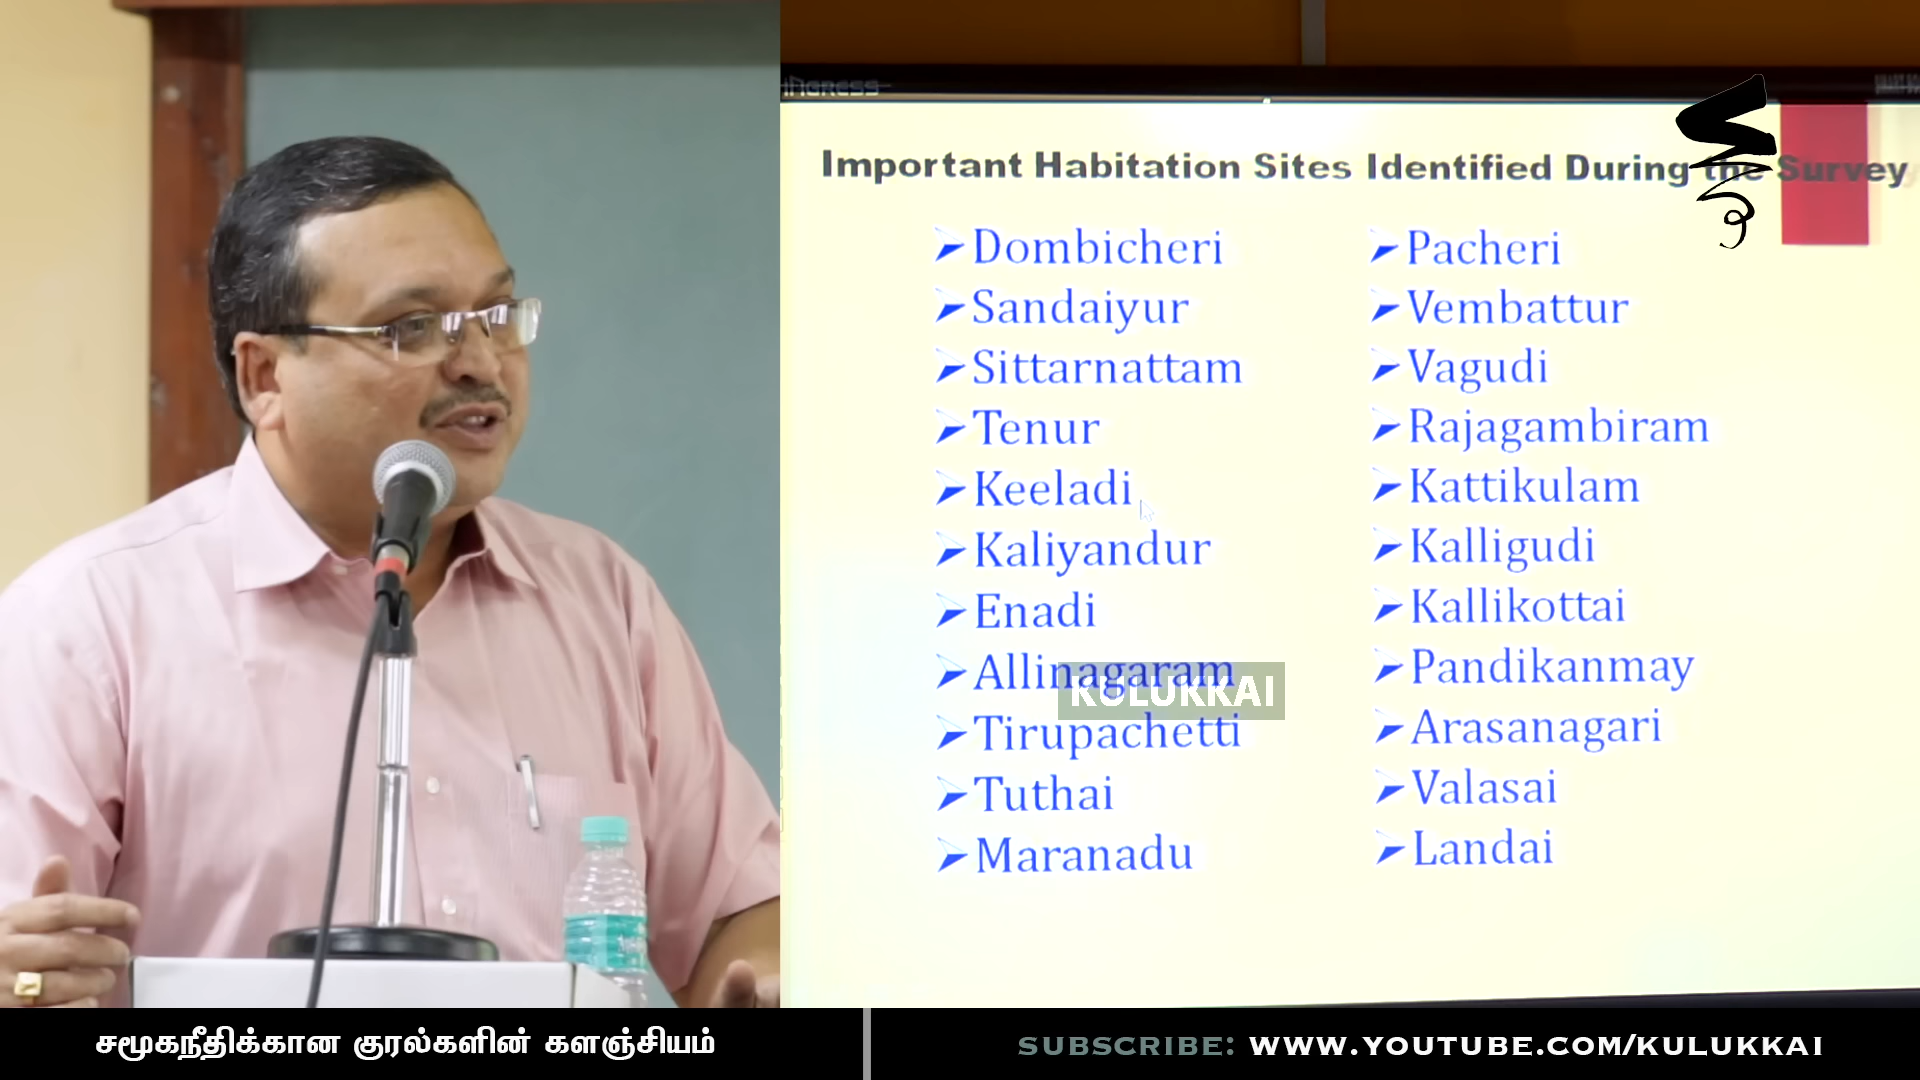 Important Habitation Sites Identified During the Survey
➢Dombicheri
➢Sandaiyur
➢Sittarnattam
➢Tenur
➢Keeladi
➢Kaliyandur
➢Enadi
➢Allinagaram
➢Tirupachetti
➢Tuthai
➢Maranadu
➢Pacheri
➢Vembattur
➢Vagudi
➢Rajagambiram
➢Kattikulam
➢Kalligudi
➢Kallikottai
➢Pandikanmay
➢Arasanagari
➢Valasai
➢Landai
KULUKKAI
சமூகநீதிக்கான குரல்களின் களஞ்சியம்
SUBSCRIBE: WWW.YOUTUBE.COM/KULUKKAI